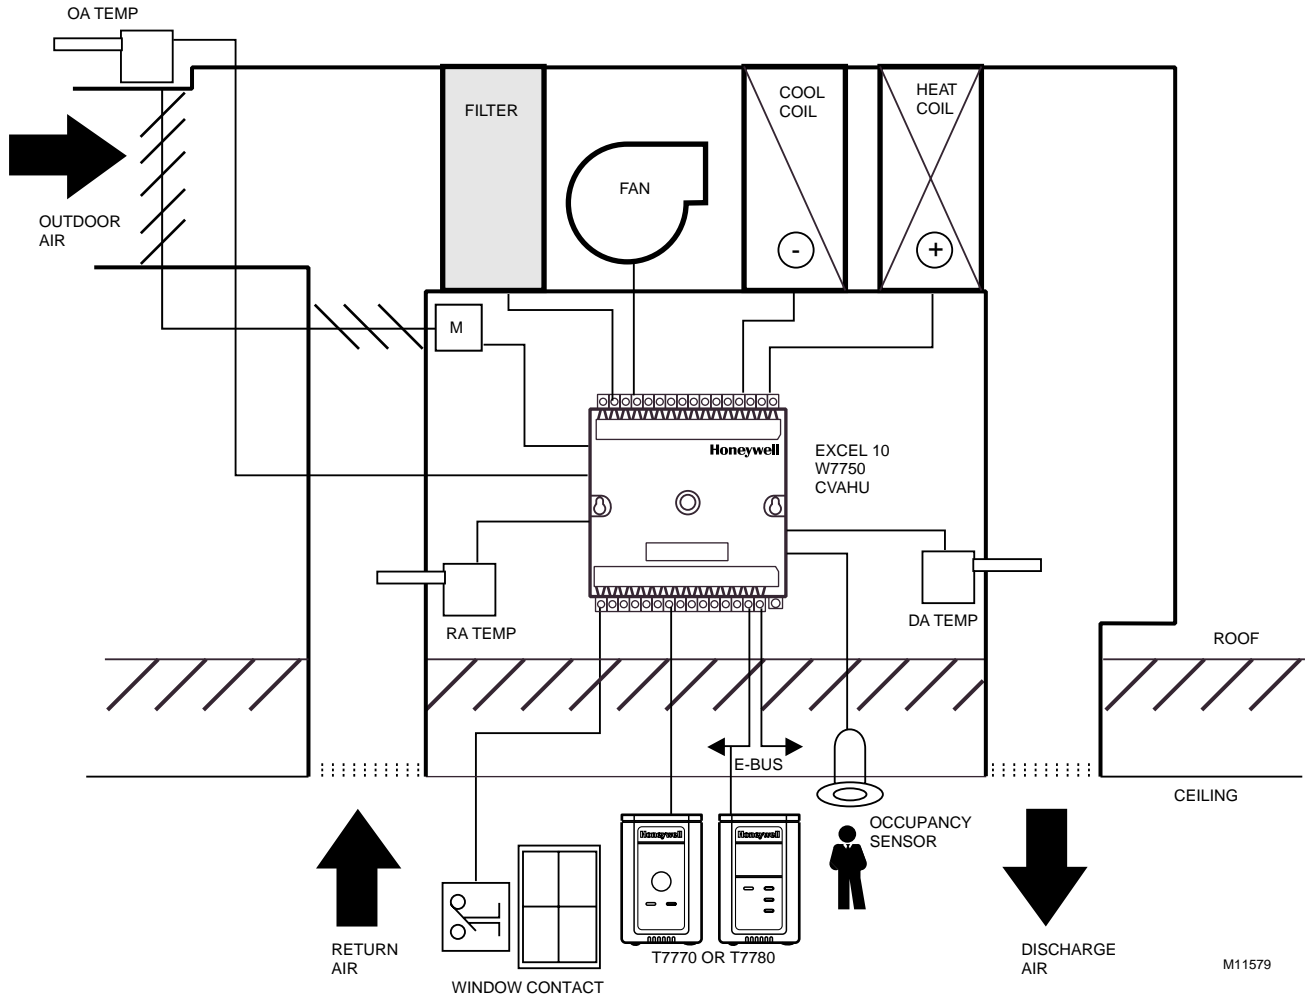 OA TEMP
OUTDOOR
AIR
FILTER
FAN
COOL
COIL
-
HEAT
COIL
+
M
Honeywell
EXCEL 10
W7750
CVAHU
RA TEMP
DA TEMP
ROOF
E-BUS
CEILING
OCCUPANCY
SENSOR
Honeywell
Honeywell
RETURN
AIR
T7770 OR T7780
WINDOW CONTACT
DISCHARGE
AIR
M11579